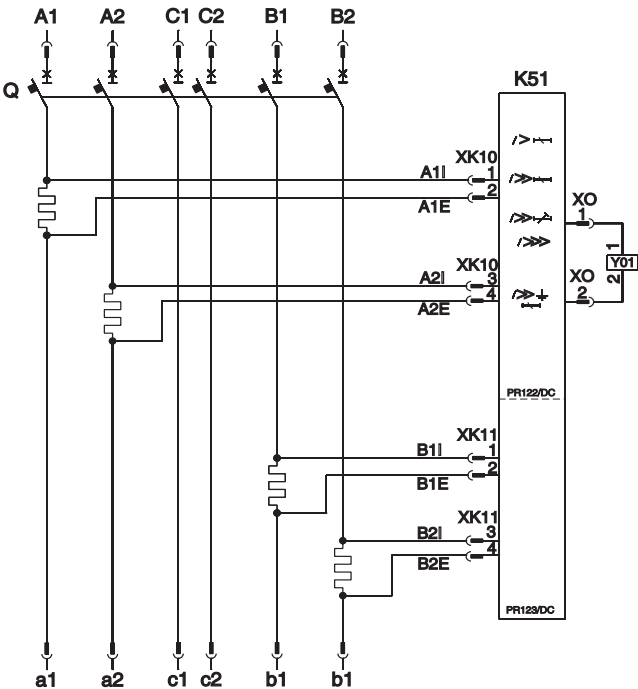 A1 A2 C1 C2 B1 B2
Q
K51
XK10
A1I 1
2
A1E
XO
1
1
Y01
2
XO
2
XK10
A2I 3
4
A2E
PR122/DC
XK11
B1I 1
2
B1E
XK11
B2I 3
4
B2E
PR123/DC
a1 a2 c1 c2 b1 b1